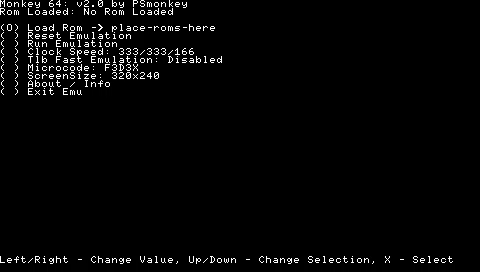 Monkey 64: v2.0 by PSmonkey
Rom Loaded: No Rom Loaded
(O) Load Rom -> place-roms-here
( ) Reset Emulation
( ) Run Emulation
( ) Clock Speed: 333/333/166
( ) Tlb Fast Emulation: Disabled
( ) Microcode: F3D3X
( ) ScreenSize: 320x240
( ) About / Info
( ) Exit Emu
Left/Right - Change Value, Up/Down - Change Selection, X - Select